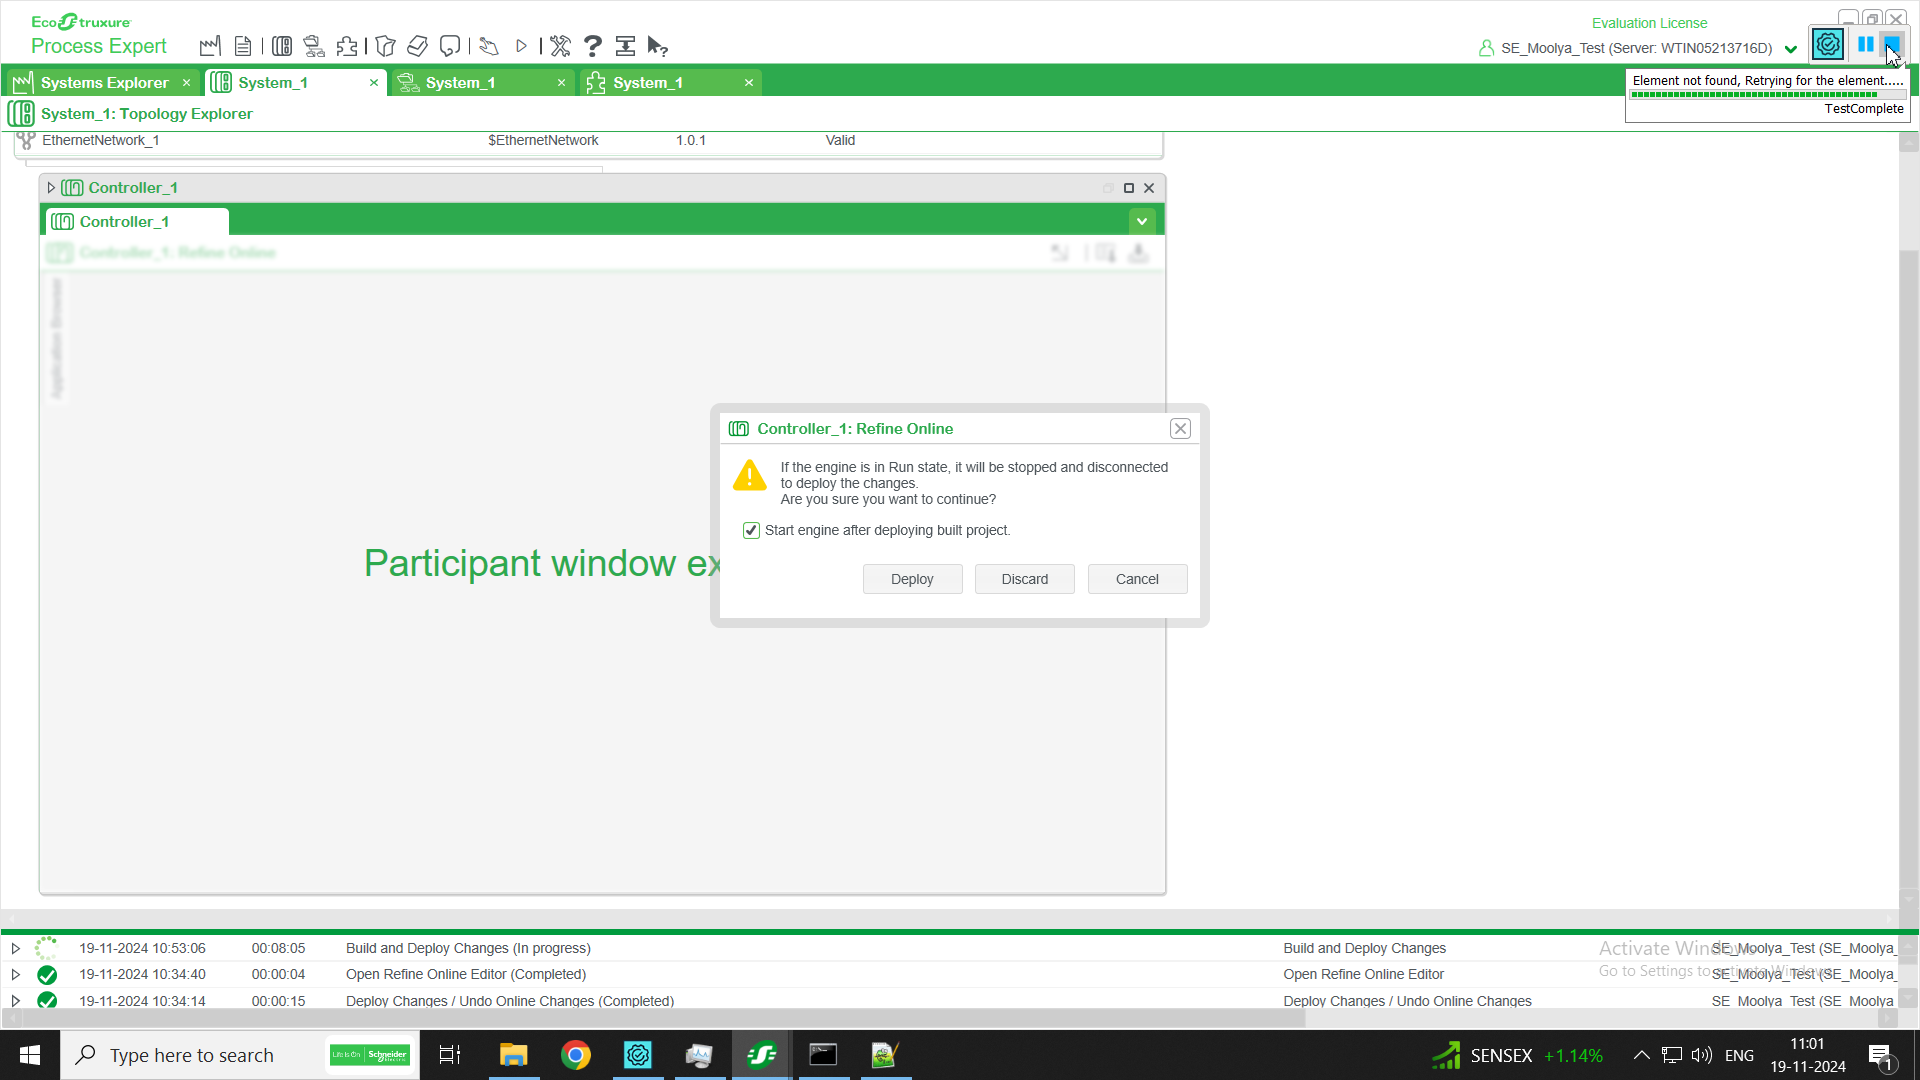 EcoStruxure
Process Expert
Evaluation License
SE_Moolya_Test (Server: WTIN05213716D)
Systems Explorer
System_1
System_1
System_1
Element not found, Retrying for the element.....
TestComplete
System_1: Topology Explorer
EthernetNetwork_1 $EthernetNetwork 1.0.1 Valid
Controller_1
Controller_1
Controller_1: Refine Online
Application Browser
Controller_1: Refine Online
If the engine is in Run state, it will be stopped and disconnected
to deploy the changes.
Are you sure you want to continue?
Start engine after deploying built project.
Participant window ex
Deploy Discard Cancel
19-11-2024 10:53:06 00:08:05 Build and Deploy Changes (In progress) Build and Deploy Changes SE_Moolya_Test (SE_Moolya_
19-11-2024 10:34:40 00:00:04 Open Refine Online Editor (Completed) Open Refine Online Editor SE_Moolya_Test (SE_Moolya_
19-11-2024 10:34:14 00:00:15 Deploy Changes / Undo Online Changes (Completed) Deploy Changes / Undo Online Changes SE_Moolya_Test (SE_Moolya_
Activate Windows
Go to Settings to activate Windows.
Type here to search
Life Is On Schneider
SENSEX +1.14%
ENG
11:01
19-11-2024
1